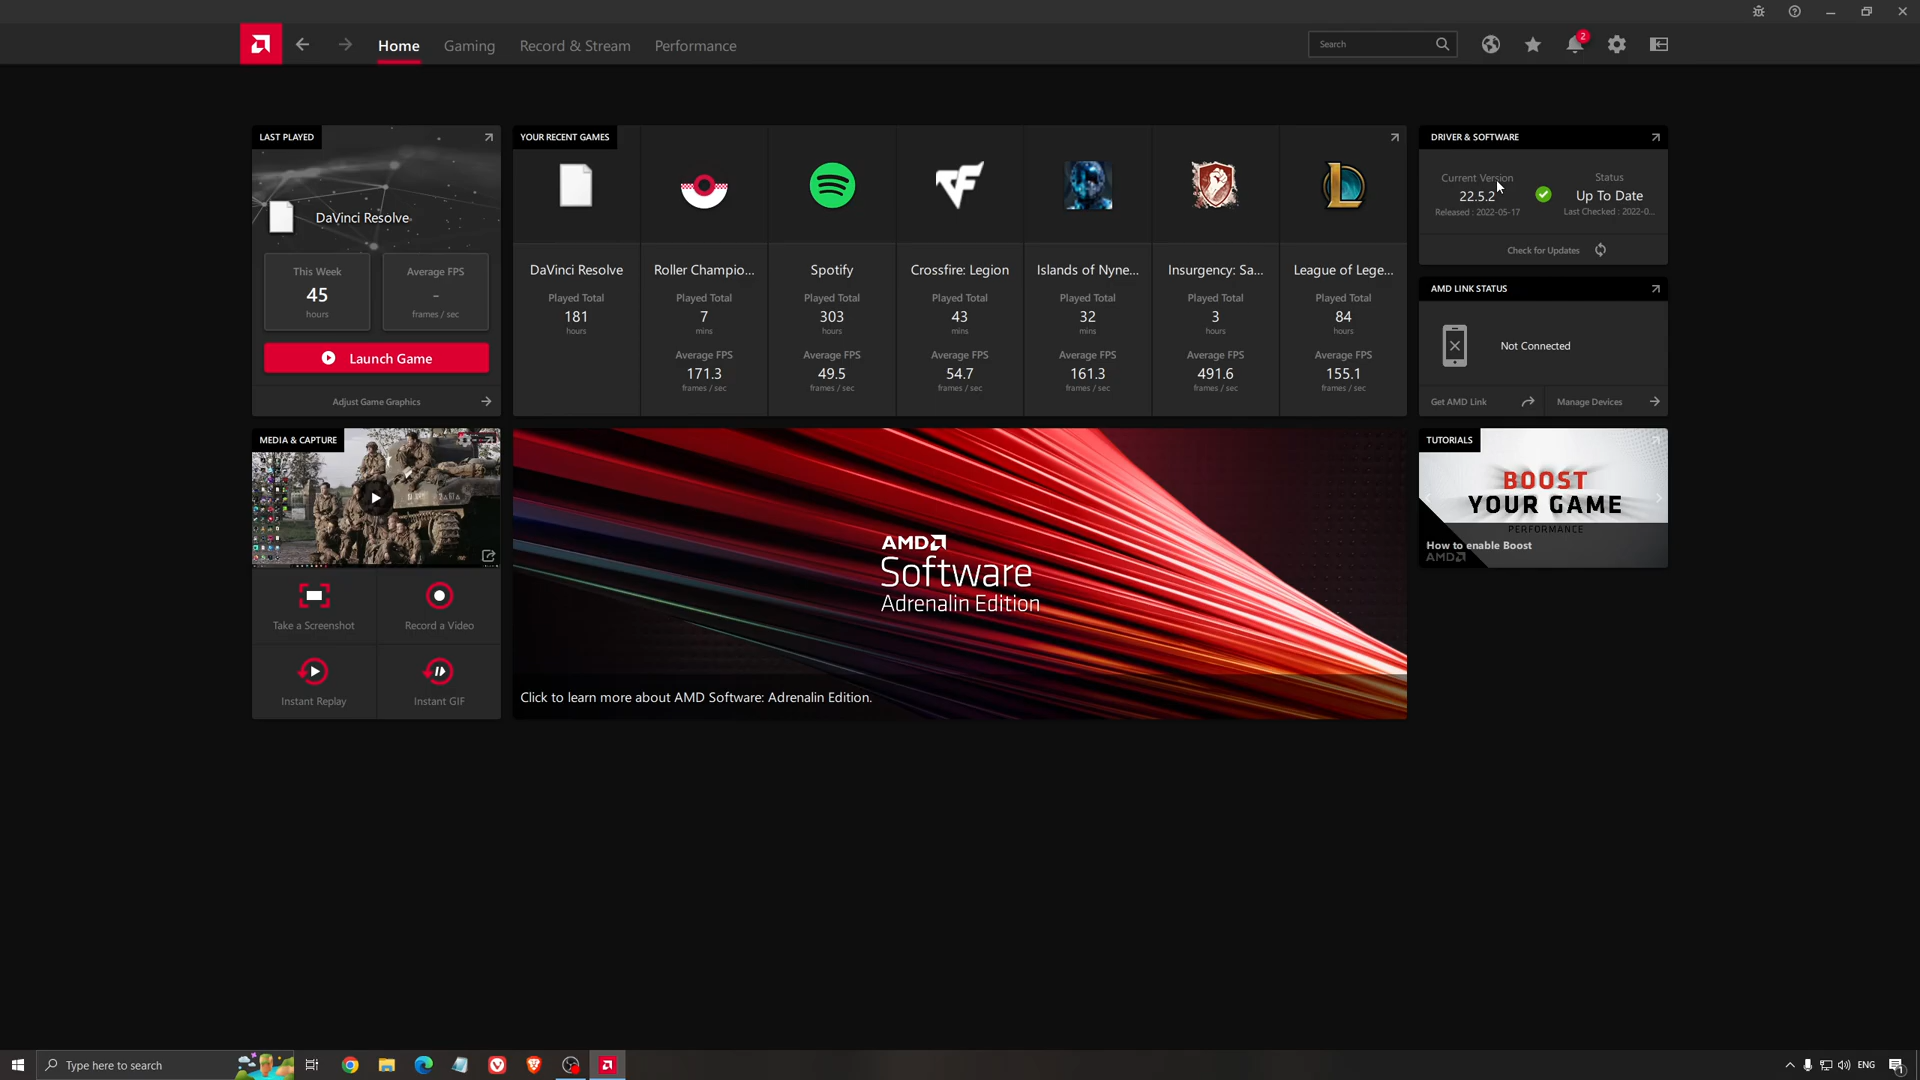 Home
Gaming
Record & Stream
Performance
Search
2
LAST PLAYED
DaVinci Resolve
This Week
45
hours
Average FPS
–
frames / sec
Launch Game
Adjust Game Graphics
YOUR RECENT GAMES
DaVinci Resolve
Played Total
181
hours
Roller Champio...
Played Total
7
mins
Average FPS
171.3
frames / sec
Spotify
Played Total
303
hours
Average FPS
49.5
frames / sec
Crossfire: Legion
Played Total
43
mins
Average FPS
54.7
frames / sec
Islands of Nyne...
Played Total
32
mins
Average FPS
161.3
frames / sec
Insurgency: Sa...
Played Total
3
hours
Average FPS
491.6
frames / sec
League of Lege...
Played Total
84
hours
Average FPS
155.1
frames / sec
DRIVER & SOFTWARE
Current Version
22.5.2
Released : 2022-05-17
Status
Up To Date
Last Checked : 2022-0...
Check for Updates
AMD LINK STATUS
Not Connected
Get AMD Link
Manage Devices
MEDIA & CAPTURE
Take a Screenshot
Record a Video
Instant Replay
Instant GIF
AMD
Software
Adrenalin Edition
Click to learn more about AMD Software: Adrenalin Edition.
TUTORIALS
BOOST
YOUR GAME
PERFORMANCE
How to enable Boost
AMD
Type here to search
ENG
1